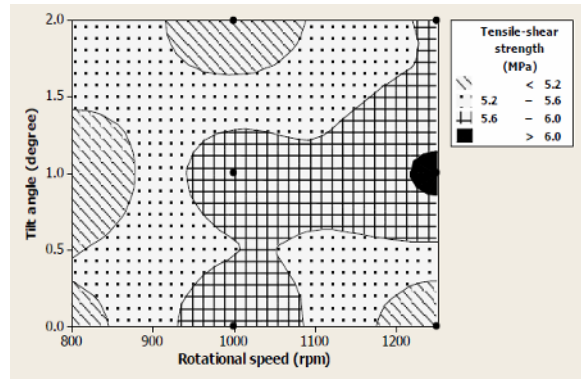 Tensile-shear
strength
(MPa)
< 5.2
5.2 – 5.6
5.6 – 6.0
> 6.0
2.0
1.5
1.0
0.5
0.0
Tilt angle (degree)
800 900 1000 1100 1200
Rotational speed (rpm)